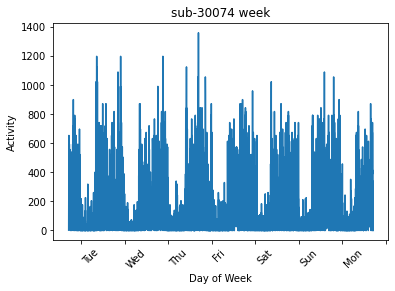 sub-30074 week
1400
1200
1000
800
600
400
200
0
Activity
Tue
Wed
Thu
Fri
Sat
Sun
Mon
Day of Week